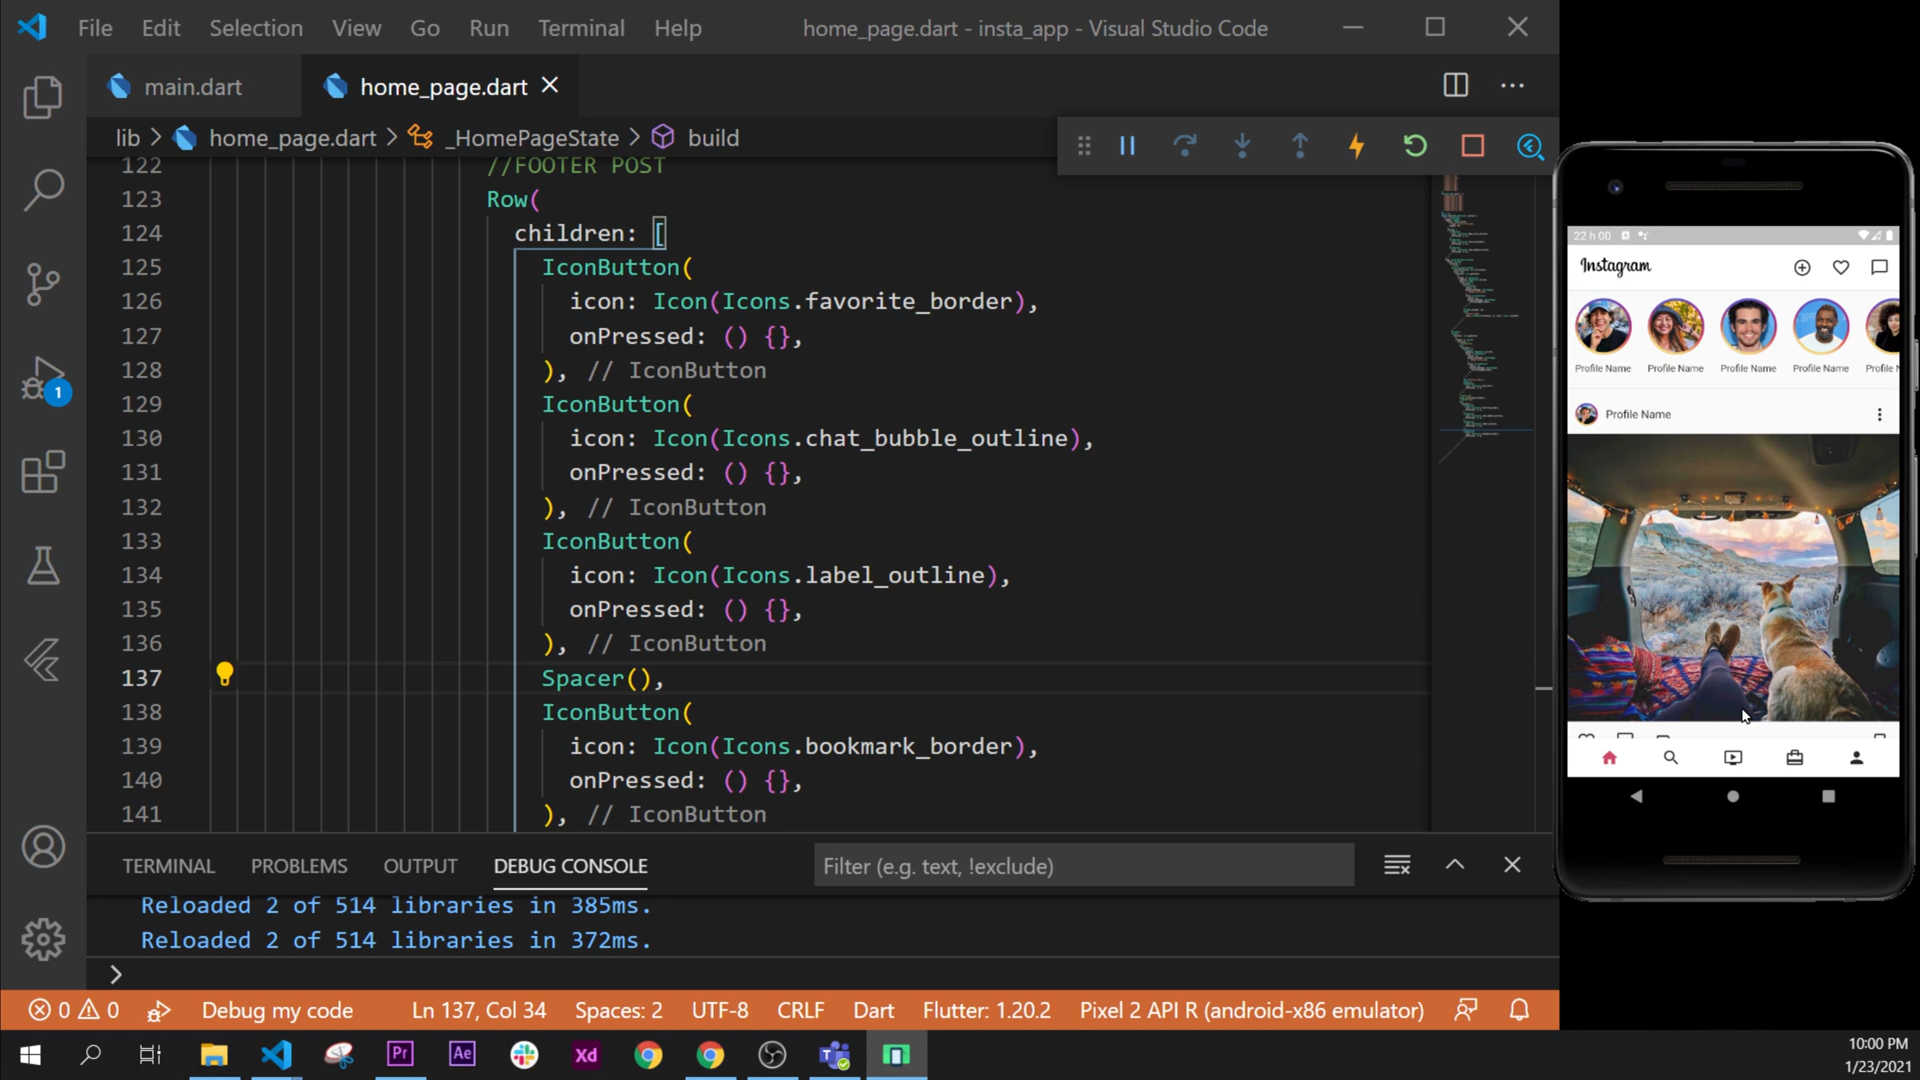 File Edit Selection View Go Run Terminal Help home_page.dart - insta_app - Visual Studio Code
main.dart home_page.dart
lib > home_page.dart > _HomePageState > build
122 //FOOTER POST
123 Row(
124 children: [
125 IconButton(
126 icon: Icon(Icons.favorite_border),
127 onPressed: () {},
128 ), // IconButton
129 IconButton(
130 icon: Icon(Icons.chat_bubble_outline),
131 onPressed: () {},
132 ), // IconButton
133 IconButton(
134 icon: Icon(Icons.label_outline),
135 onPressed: () {},
136 ), // IconButton
137 Spacer(),
138 IconButton(
139 icon: Icon(Icons.bookmark_border),
140 onPressed: () {},
141 ), // IconButton
1
TERMINAL PROBLEMS OUTPUT DEBUG CONSOLE Filter (e.g. text, !exclude)
Reloaded 2 of 514 libraries in 385ms.
Reloaded 2 of 514 libraries in 372ms.
0 0 Debug my code Ln 137, Col 34 Spaces: 2 UTF-8 CRLF Dart Flutter: 1.20.2 Pixel 2 API R (android-x86 emulator)
Pr Ae Xd
10:00 PM
1/23/2021
22 h 00
Instagram
Profile Name Profile Name Profile Name Profile Name Profile N
Profile Name